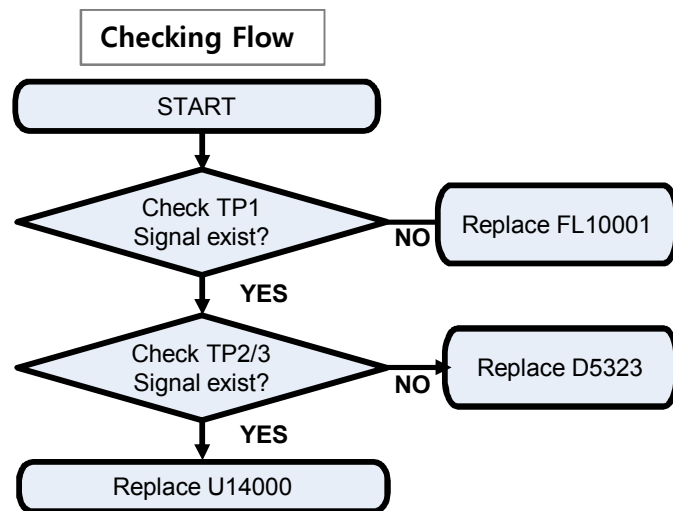 Checking Flow
START
Check TP1
Signal exist?
NO
Replace FL10001
YES
Check TP2/3
Signal exist?
NO
Replace D5323
YES
Replace U14000